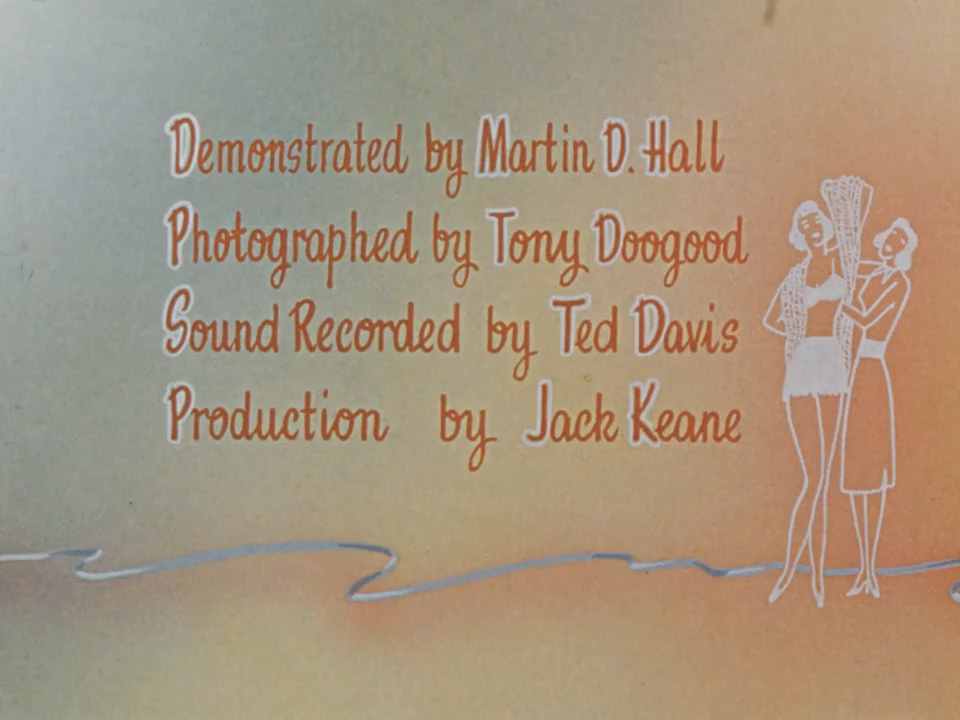 Demonstrated by Martin D. Hall
Photographed by Tony Doogood
Sound Recorded by Ted Davis
Production by Jack Keane